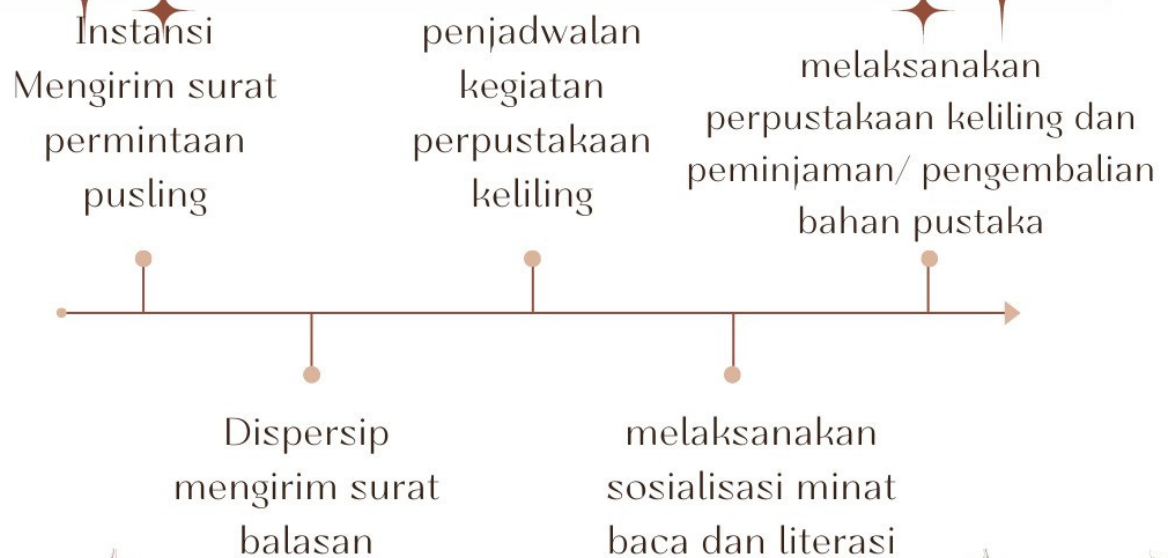 Instansi
Mengirim surat
permintaan
pusling
Dispersip
mengirim surat
balasan
penjadwalan
kegiatan
perpustakaan
keliling
melaksanakan
sosialisasi minat
baca dan literasi
melaksanakan
perpustakaan keliling dan
peminjaman/ pengembalian
bahan pustaka